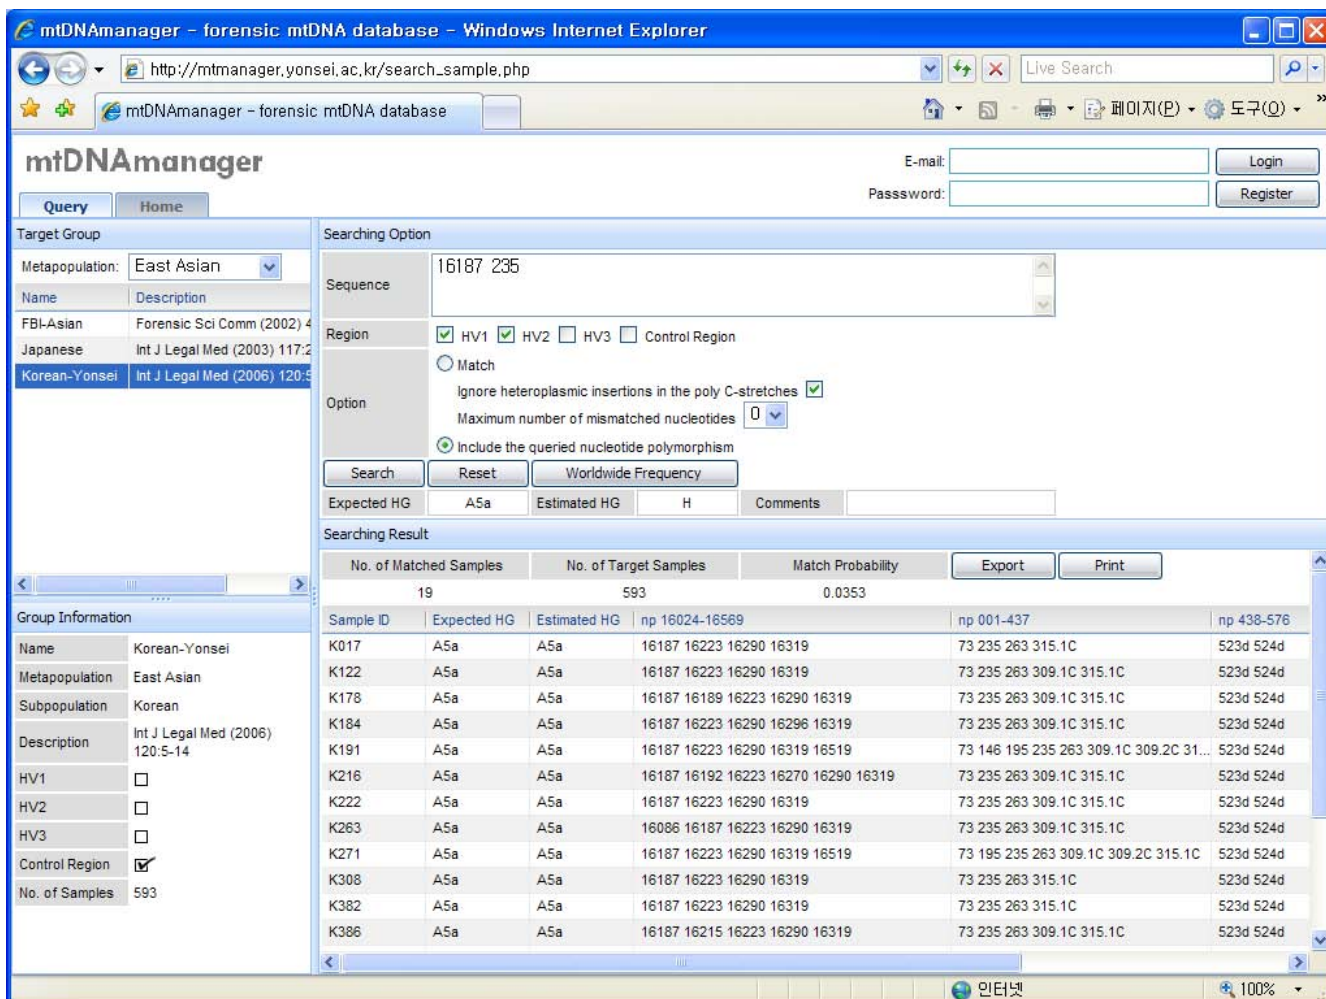 mtDNAmanager - forensic mtDNA database - Windows Internet Explorer
http://mtmanager.yonsei.ac.kr/search_sample.php
Live Search
mtDNAmanager - forensic mtDNA database
페이지(P)
도구(O)
mtDNAmanager
E-mail:
Login
Passsword:
Register
Query Home
Target Group
Metapopulation: East Asian
Name Description
FBI-Asian Forensic Sci Comm (2002) 4
Japanese Int J Legal Med (2003) 117:2
Korean-Yonsei Int J Legal Med (2006) 120:5
Searching Option
Sequence 16187 235
Region HV1 HV2 HV3 Control Region
Option
Match
Ignore heteroplasmic insertions in the poly C-stretches
Maximum number of mismatched nucleotides 0
Include the queried nucleotide polymorphism
Search Reset Worldwide Frequency
Expected HG A5a Estimated HG H Comments
Searching Result
No. of Matched Samples No. of Target Samples Match Probability Export Print
19 593 0.0353
Sample ID Expected HG Estimated HG np 16024-16569 np 001-437 np 438-576
K017 A5a A5a 16187 16223 16290 16319 73 235 263 315.1C 523d 524d
K122 A5a A5a 16187 16223 16290 16319 73 235 263 309.1C 315.1C 523d 524d
K178 A5a A5a 16187 16189 16223 16290 16319 73 235 263 309.1C 315.1C 523d 524d
K184 A5a A5a 16187 16223 16290 16296 16319 73 235 263 309.1C 315.1C 523d 524d
K191 A5a A5a 16187 16223 16290 16319 16519 73 146 195 235 263 309.1C 309.2C 31... 523d 524d
K216 A5a A5a 16187 16192 16223 16270 16290 16319 73 235 263 309.1C 315.1C 523d 524d
K222 A5a A5a 16187 16223 16290 16319 73 235 263 309.1C 315.1C 523d 524d
K263 A5a A5a 16086 16187 16223 16290 16319 73 235 263 309.1C 315.1C 523d 524d
K271 A5a A5a 16187 16223 16290 16319 16519 73 195 235 263 309.1C 309.2C 315.1C 523d 524d
K308 A5a A5a 16187 16223 16290 16319 73 235 263 315.1C 523d 524d
K382 A5a A5a 16187 16223 16290 16319 73 235 263 315.1C 523d 524d
K386 A5a A5a 16187 16215 16223 16290 16319 73 235 263 309.1C 315.1C 523d 524d
Group Information
Name Korean-Yonsei
Metapopulation East Asian
Subpopulation Korean
Description Int J Legal Med (2006)
120:5-14
HV1
HV2
HV3
Control Region
No. of Samples 593
인터넷
100%